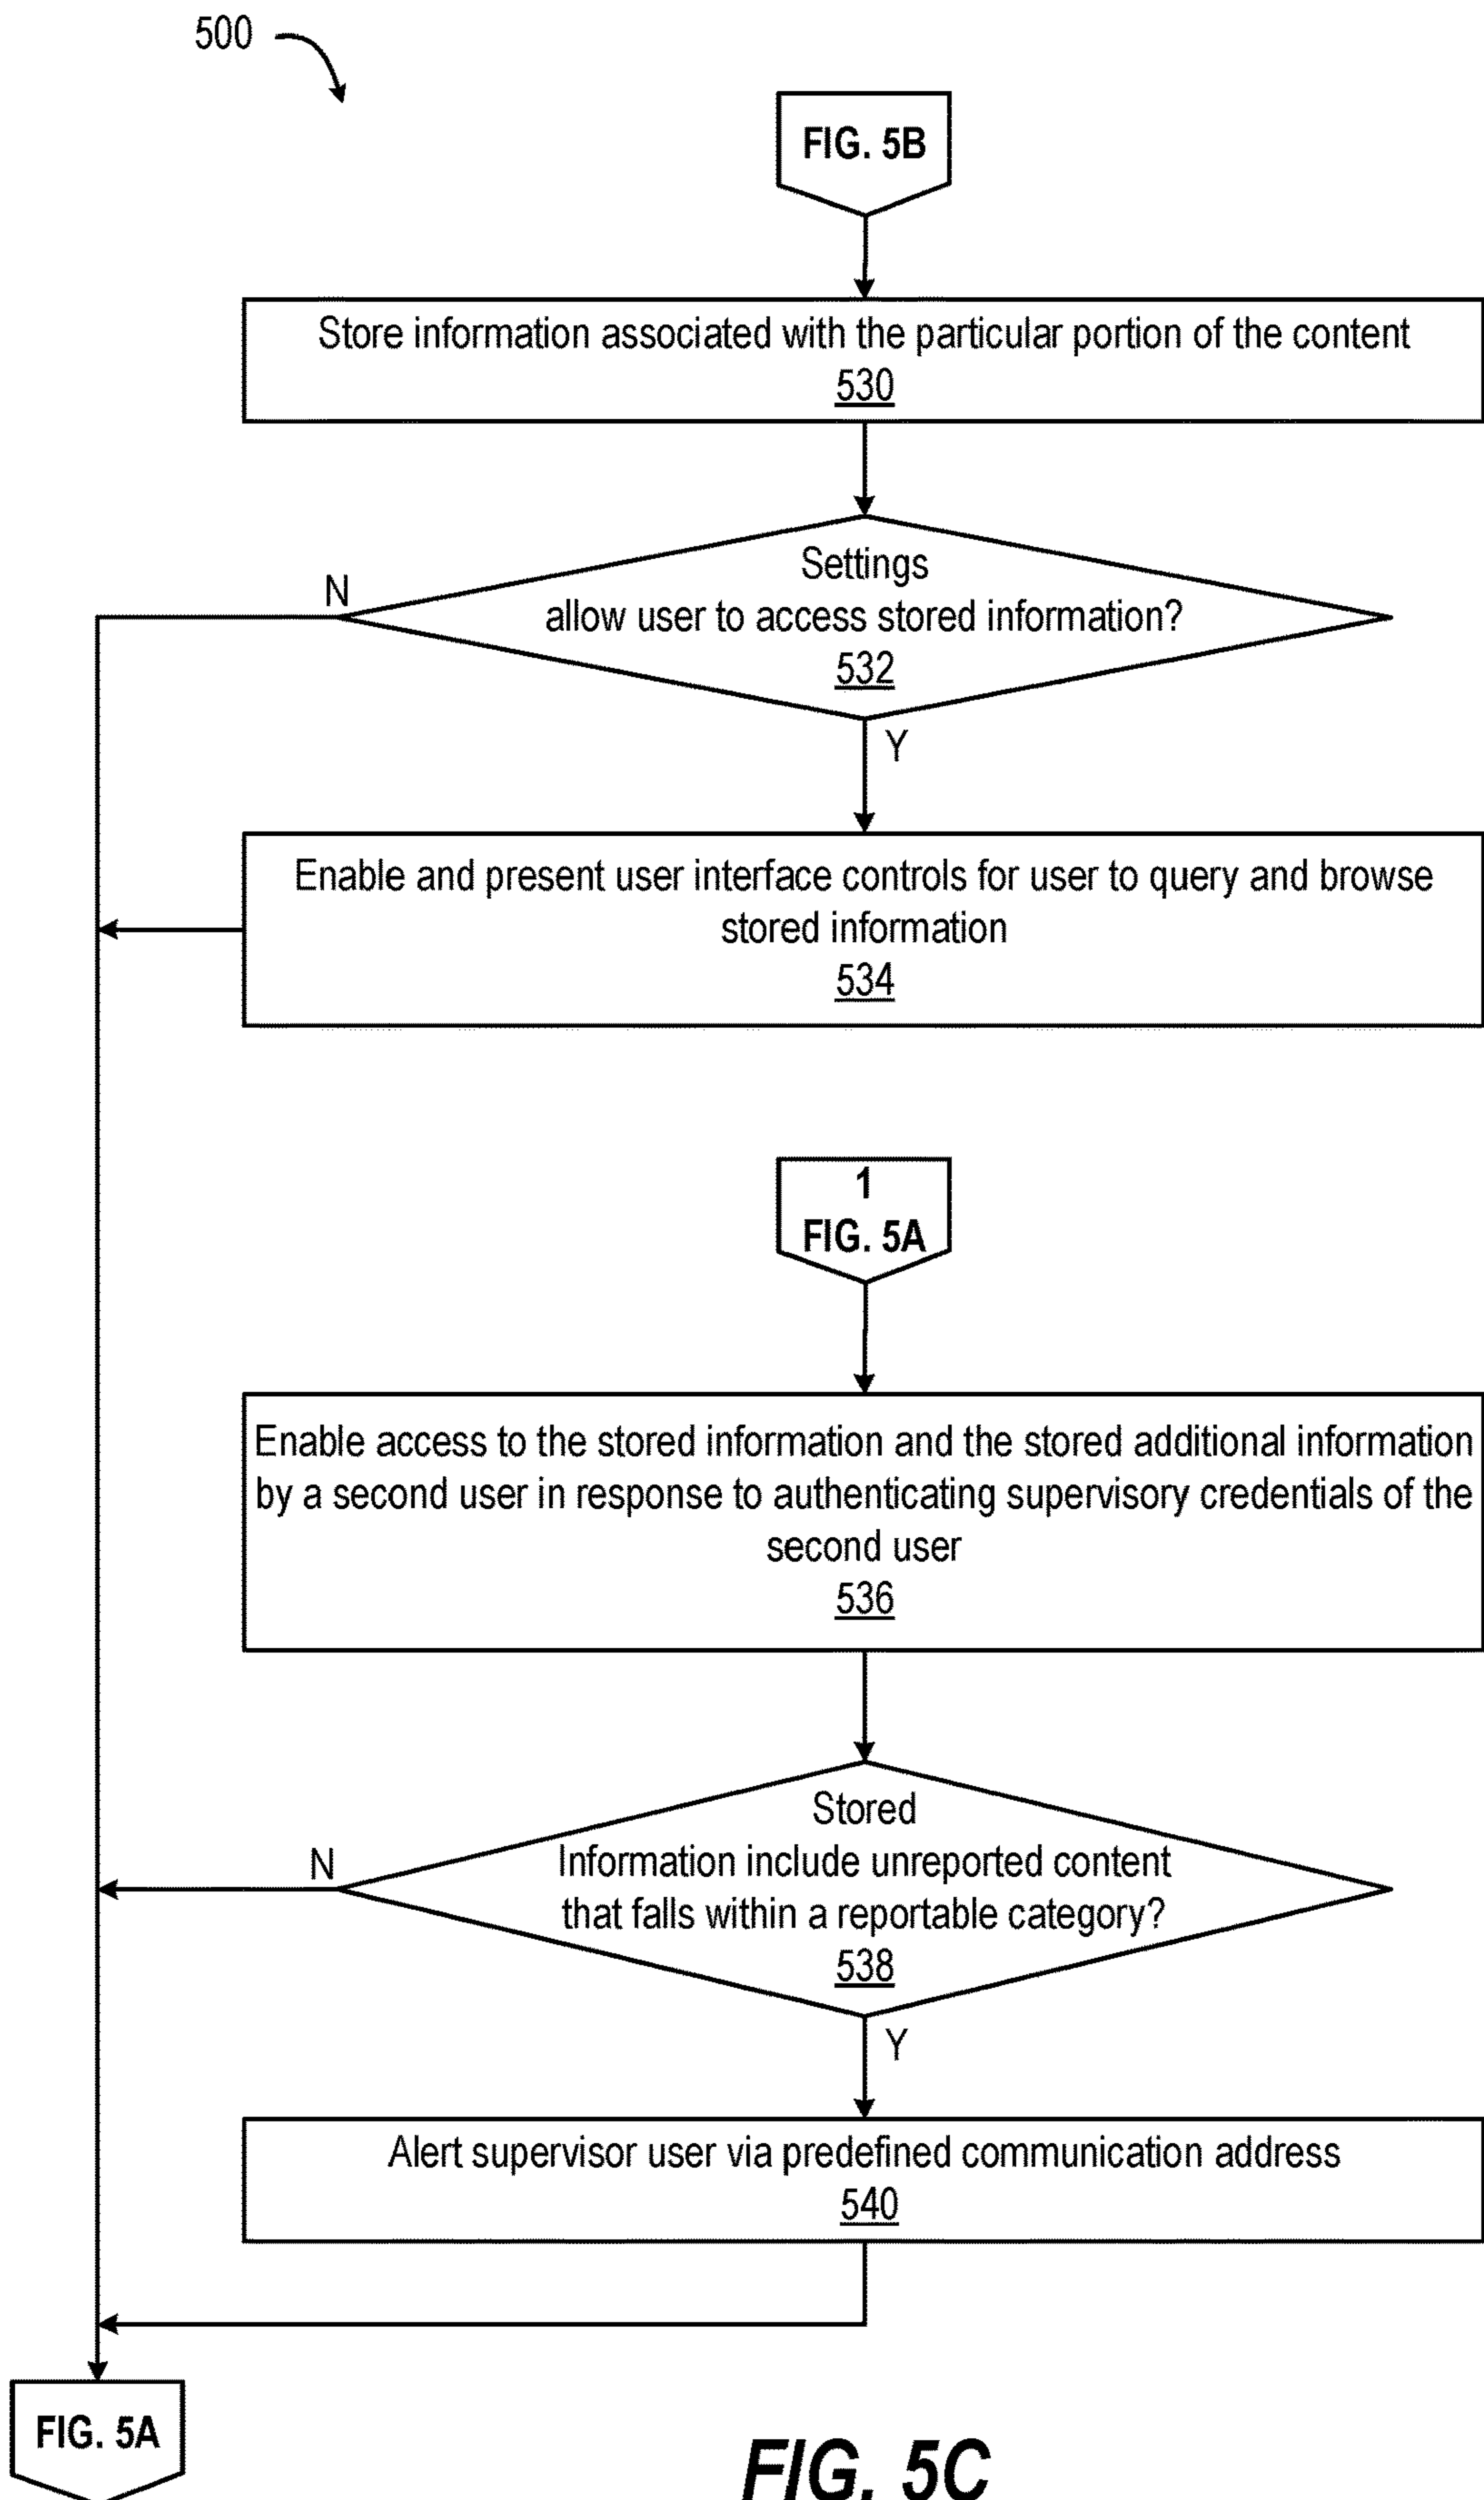 500
FIG. 5B
Store information associated with the particular portion of the content
530
Settings
allow user to access stored information?
532
N
Y
Enable and present user interface controls for user to query and browse
stored information
534
1
FIG. 5A
Enable access to the stored information and the stored additional information
by a second user in response to authenticating supervisory credentials of the
second user
536
Stored
Information include unreported content
that falls within a reportable category?
538
N
Y
Alert supervisor user via predefined communication address
540
FIG. 5A
FIG. 5C